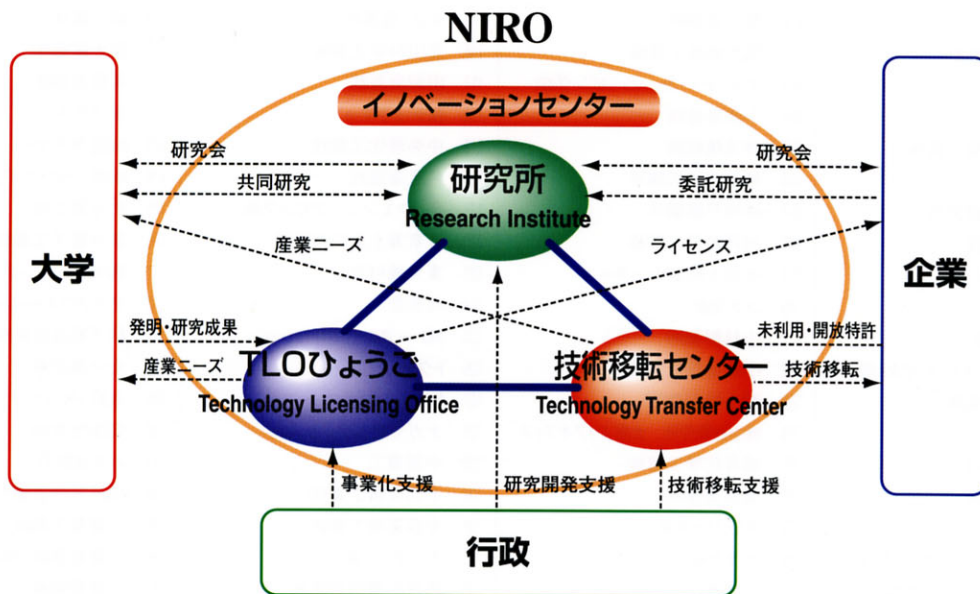 NIRO
イノベーションセンター
研究会
研究会
共同研究
委託研究
研究所
Research Institute
産業ニーズ
ライセンス
大学
企業
発明・研究成果
産業ニーズ
TLOひょうご
Technology Licensing Office
技術移転センター
Technology Transfer Center
未利用・開放特許
技術移転
事業化支援
研究開発支援
技術移転支援
行政